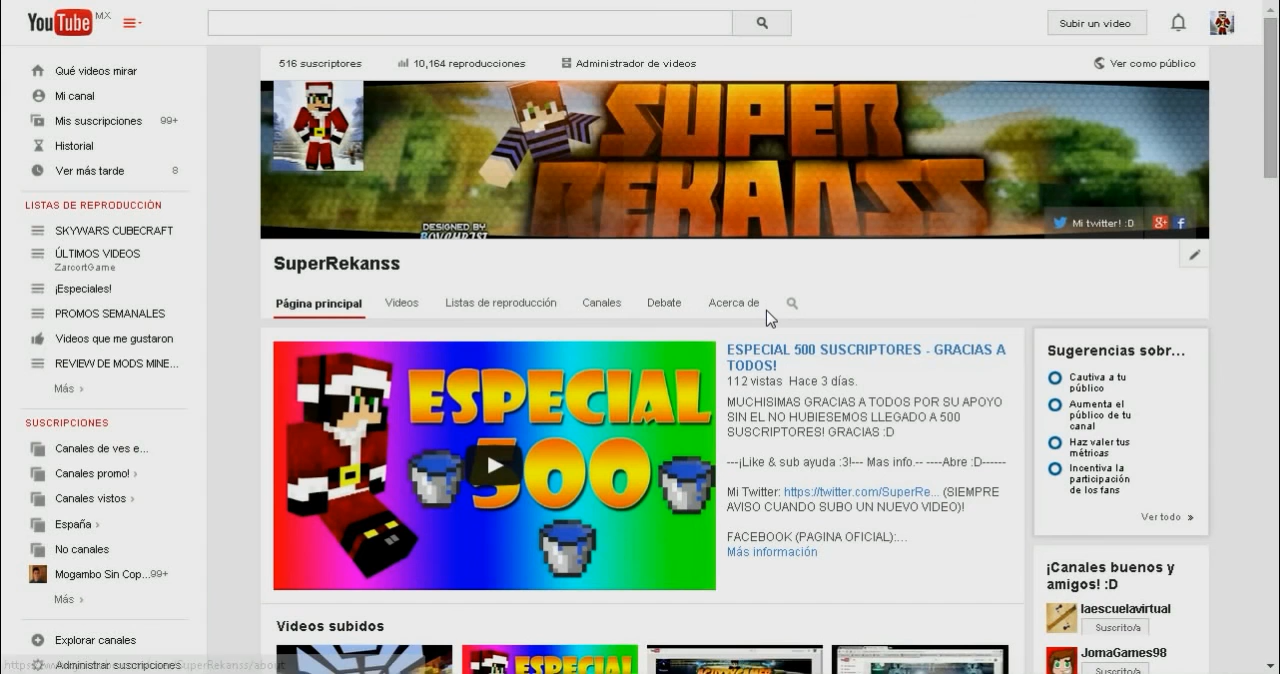 YouTube MX
Subir un video
Qué videos mirar
Mi canal
Mis suscripciones 99+
Historial
Ver más tarde 8
LISTAS DE REPRODUCCIÓN
SKYWARS CUBECRAFT
ÚLTIMOS VIDEOS
ZarcortGame
¡Especiales!
PROMOS SEMANALES
Videos que me gustaron
REVIEW DE MODS MINE...
Más ›
SUSCRIPCIONES
Canales de ves e...
Canales promo! ›
Canales vistos ›
España ›
No canales
Mogambo Sin Cop...99+
Más ›
Explorar canales
Administrar suscripciones
516 suscriptores
10,164 reproducciones
Administrador de videos
Ver como público
SUPER
REKANSS
DESIGNED BY
Mi twitter! :D
SuperRekanss
Página principal
Videos
Listas de reproducción
Canales
Debate
Acerca de
ESPECIAL
500
ESPECIAL 500 SUSCRIPTORES - GRACIAS A
TODOS!
112 vistas Hace 3 días.
MUCHISIMAS GRACIAS A TODOS POR SU APOYO
SIN EL NO HUBIESEMOS LLEGADO A 500
SUSCRIPTORES! GRACIAS :D
---¡Like & sub ayuda :3!--- Mas info.-- ----Abre :D------
Mi Twitter: https://twitter.com/SuperRe... (SIEMPRE
AVISO CUANDO SUBO UN NUEVO VIDEO)!
FACEBOOK (PAGINA OFICIAL):...
Más información
Videos subidos
ESPECIAL
Sugerencias sobr...
Cautiva a tu
público
Aumenta el
público de tu
canal
Haz valer tus
métricas
Incentiva la
participación
de los fans
Ver todo »
¡Canales buenos y
amigos! :D
laescuelavirtual
Suscrito/a
JornaGames98
Suscrito/a